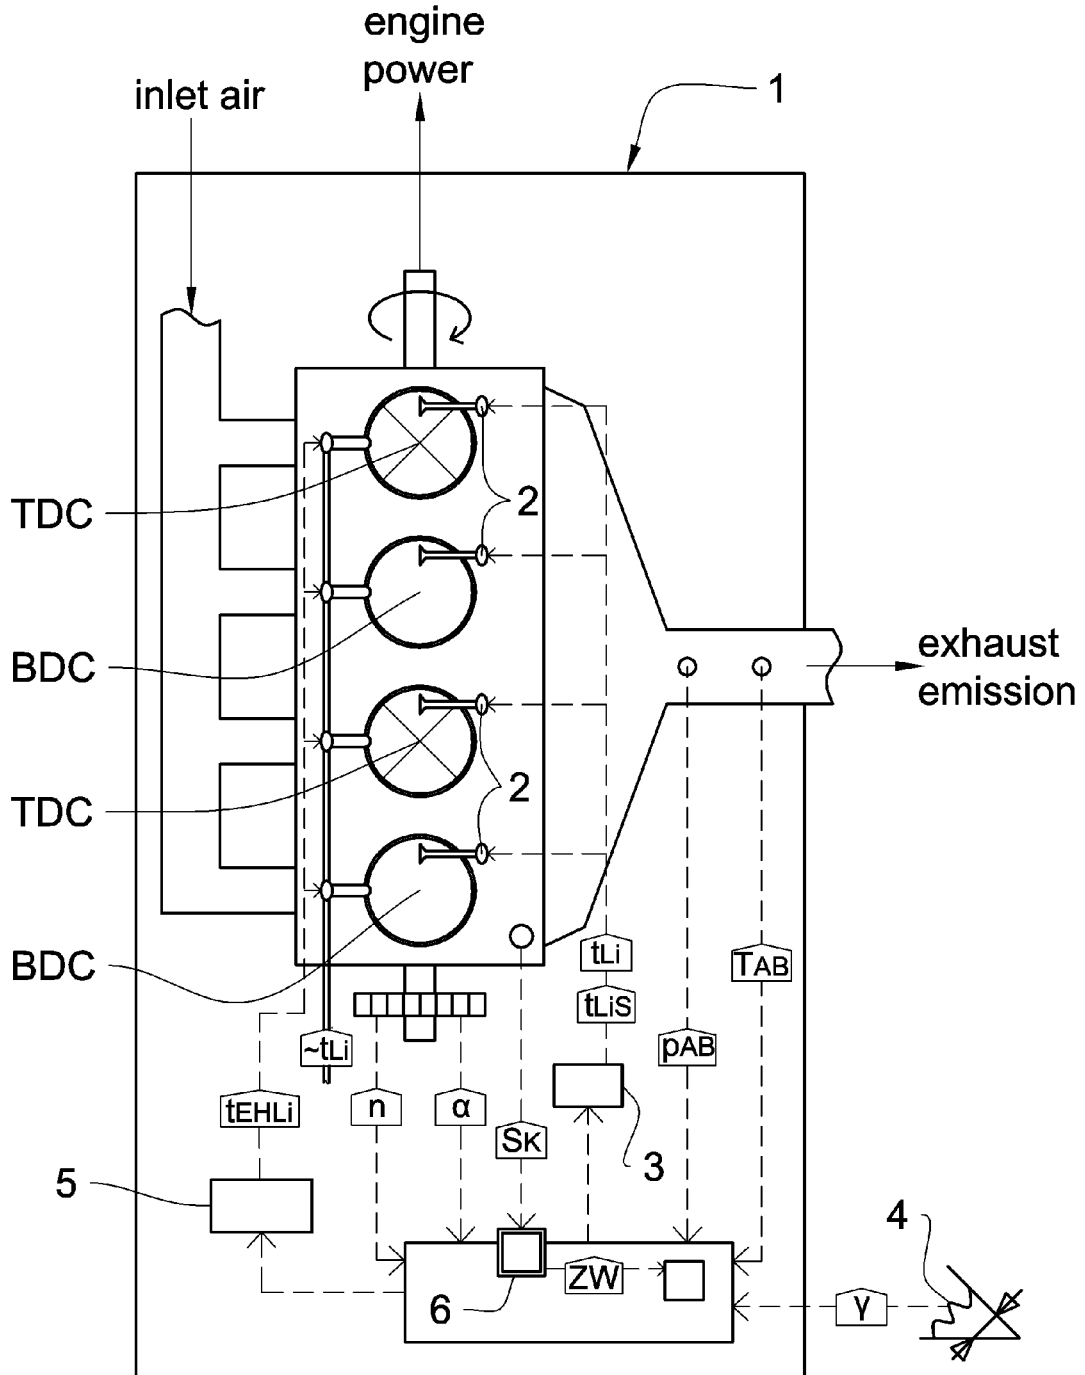 engine
power
inlet air
1
TDC
2
BDC
exhaust
emission
TDC
2
BDC
tLi
TAB
tLiS
~tLi
pAB
tEHLi
n
α
SK
3
5
4
ZW
6
γ